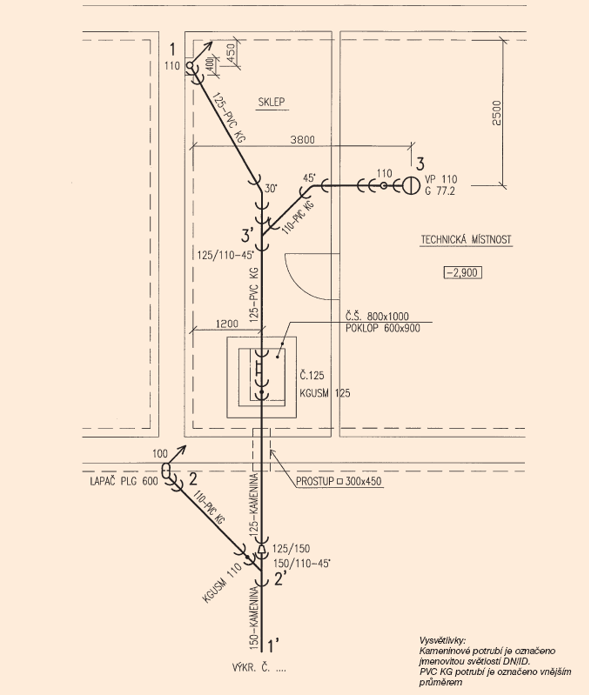 1
110
450
400
SKLEP
125-PVC KG
3800
2500
3
110
VP 110
G 77.2
45°
30°
110-PVC KG
3'
125/110-45°
TECHNICKÁ MÍSTNOST
-2,900
125-PVC KG
1200
Č.Š. 800x1000
POKLOP 600x900
Č.125
KGUSM 125
100
LAPAČ PLG 600
2
PROSTUP □ 300x450
110-PVC KG
125-KAMENINA
125/150
150/110-45°
KGUSM 110
2'
150-KAMENINA
1'
VÝKR. Č. ....
Vysvětlivky:
Kameninové potrubí je označeno
jmenovitou světlostí DN/ID.
PVC KG potrubí je označeno vnějším
průměrem